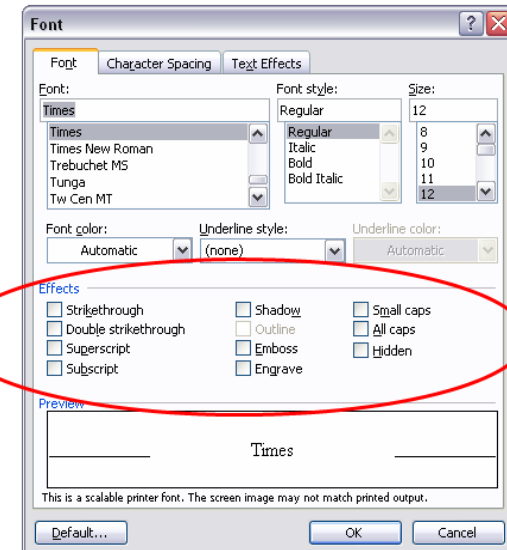 Font
Font Character Spacing Text Effects
Font: Font style: Size:
Times Regular 12
Times Regular 8
Times New Roman Italic 9
Trebuchet MS Bold 10
Tunga Bold Italic 11
Tw Cen MT 12
Font color: Underline style: Underline color:
Automatic (none) Automatic
Effects
Strikethrough Shadow Small caps
Double strikethrough Outline All caps
Superscript Emboss Hidden
Subscript Engrave
Preview
Times
This is a scalable printer font. The screen image may not match printed output.
Default... OK Cancel